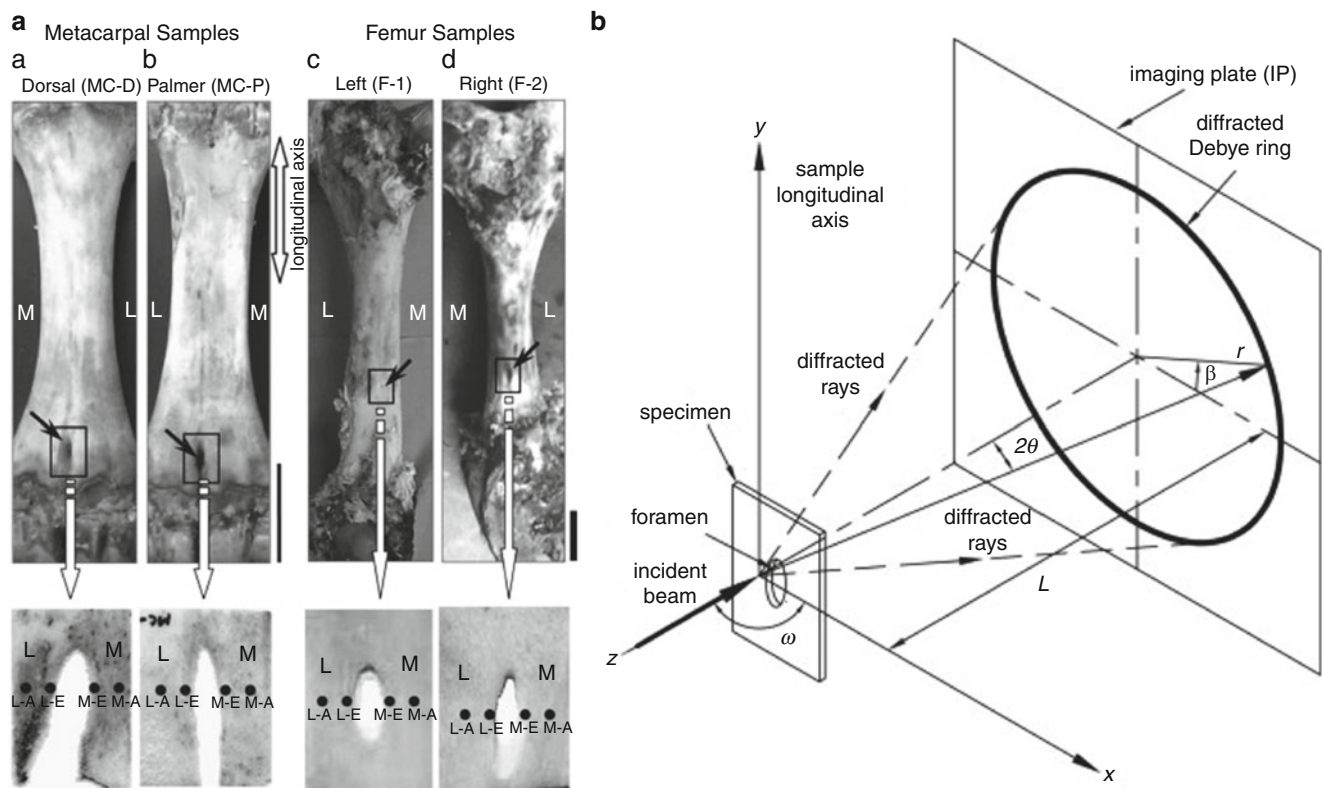 a
Metacarpal Samples
Femur Samples
a
b
c
d
Dorsal (MC-D)
Palmer (MC-P)
Left (F-1)
Right (F-2)
longitudinal axis
M
L
L
M
L
M
M
L
L
M
L-A
L-E
M-E
M-A
L
M
L-A
L-E
M-E
M-A
L
M
L-A
L-E
M-E
M-A
L
M
L-A
L-E
M-E
M-A
b
imaging plate (IP)
diffracted
Debye ring
y
sample
longitudinal
axis
r
β
diffracted
rays
specimen
2θ
foramen
diffracted
rays
incident
beam
L
ω
z
x